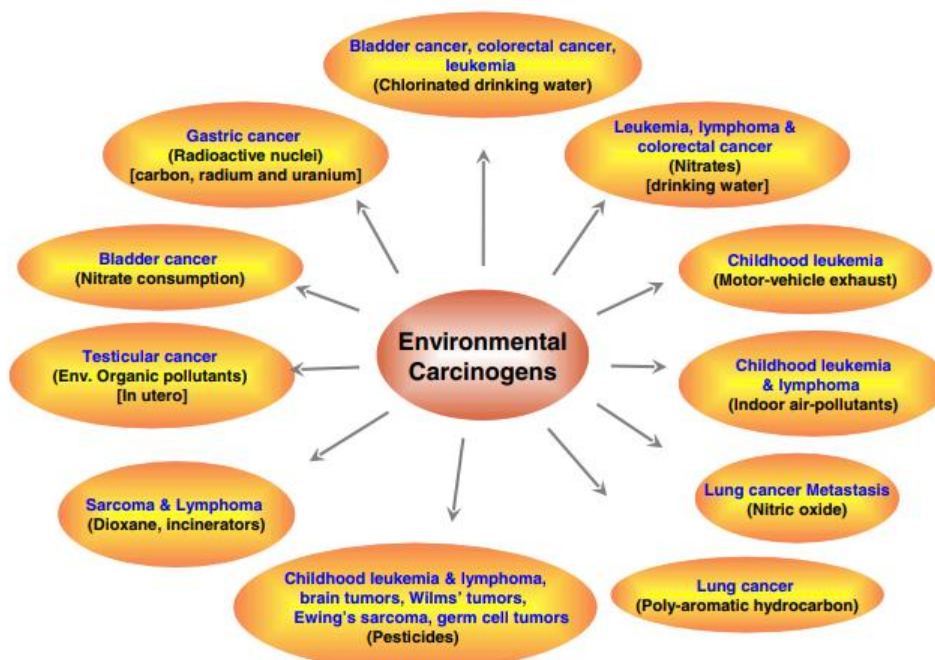 Bladder cancer, colorectal cancer,
leukemia
(Chlorinated drinking water)
Gastric cancer
(Radioactive nuclei)
[carbon, radium and uranium]
Leukemia, lymphoma &
colorectal cancer
(Nitrates)
[drinking water]
Bladder cancer
(Nitrate consumption)
Childhood leukemia
(Motor-vehicle exhaust)
Environmental
Carcinogens
Testicular cancer
(Env. Organic pollutants)
[In utero]
Childhood leukemia
& lymphoma
(Indoor air-pollutants)
Sarcoma & Lymphoma
(Dioxane, incinerators)
Lung cancer Metastasis
(Nitric oxide)
Childhood leukemia & lymphoma,
brain tumors, Wilms' tumors,
Ewing's sarcoma, germ cell tumors
(Pesticides)
Lung cancer
(Poly-aromatic hydrocarbon)